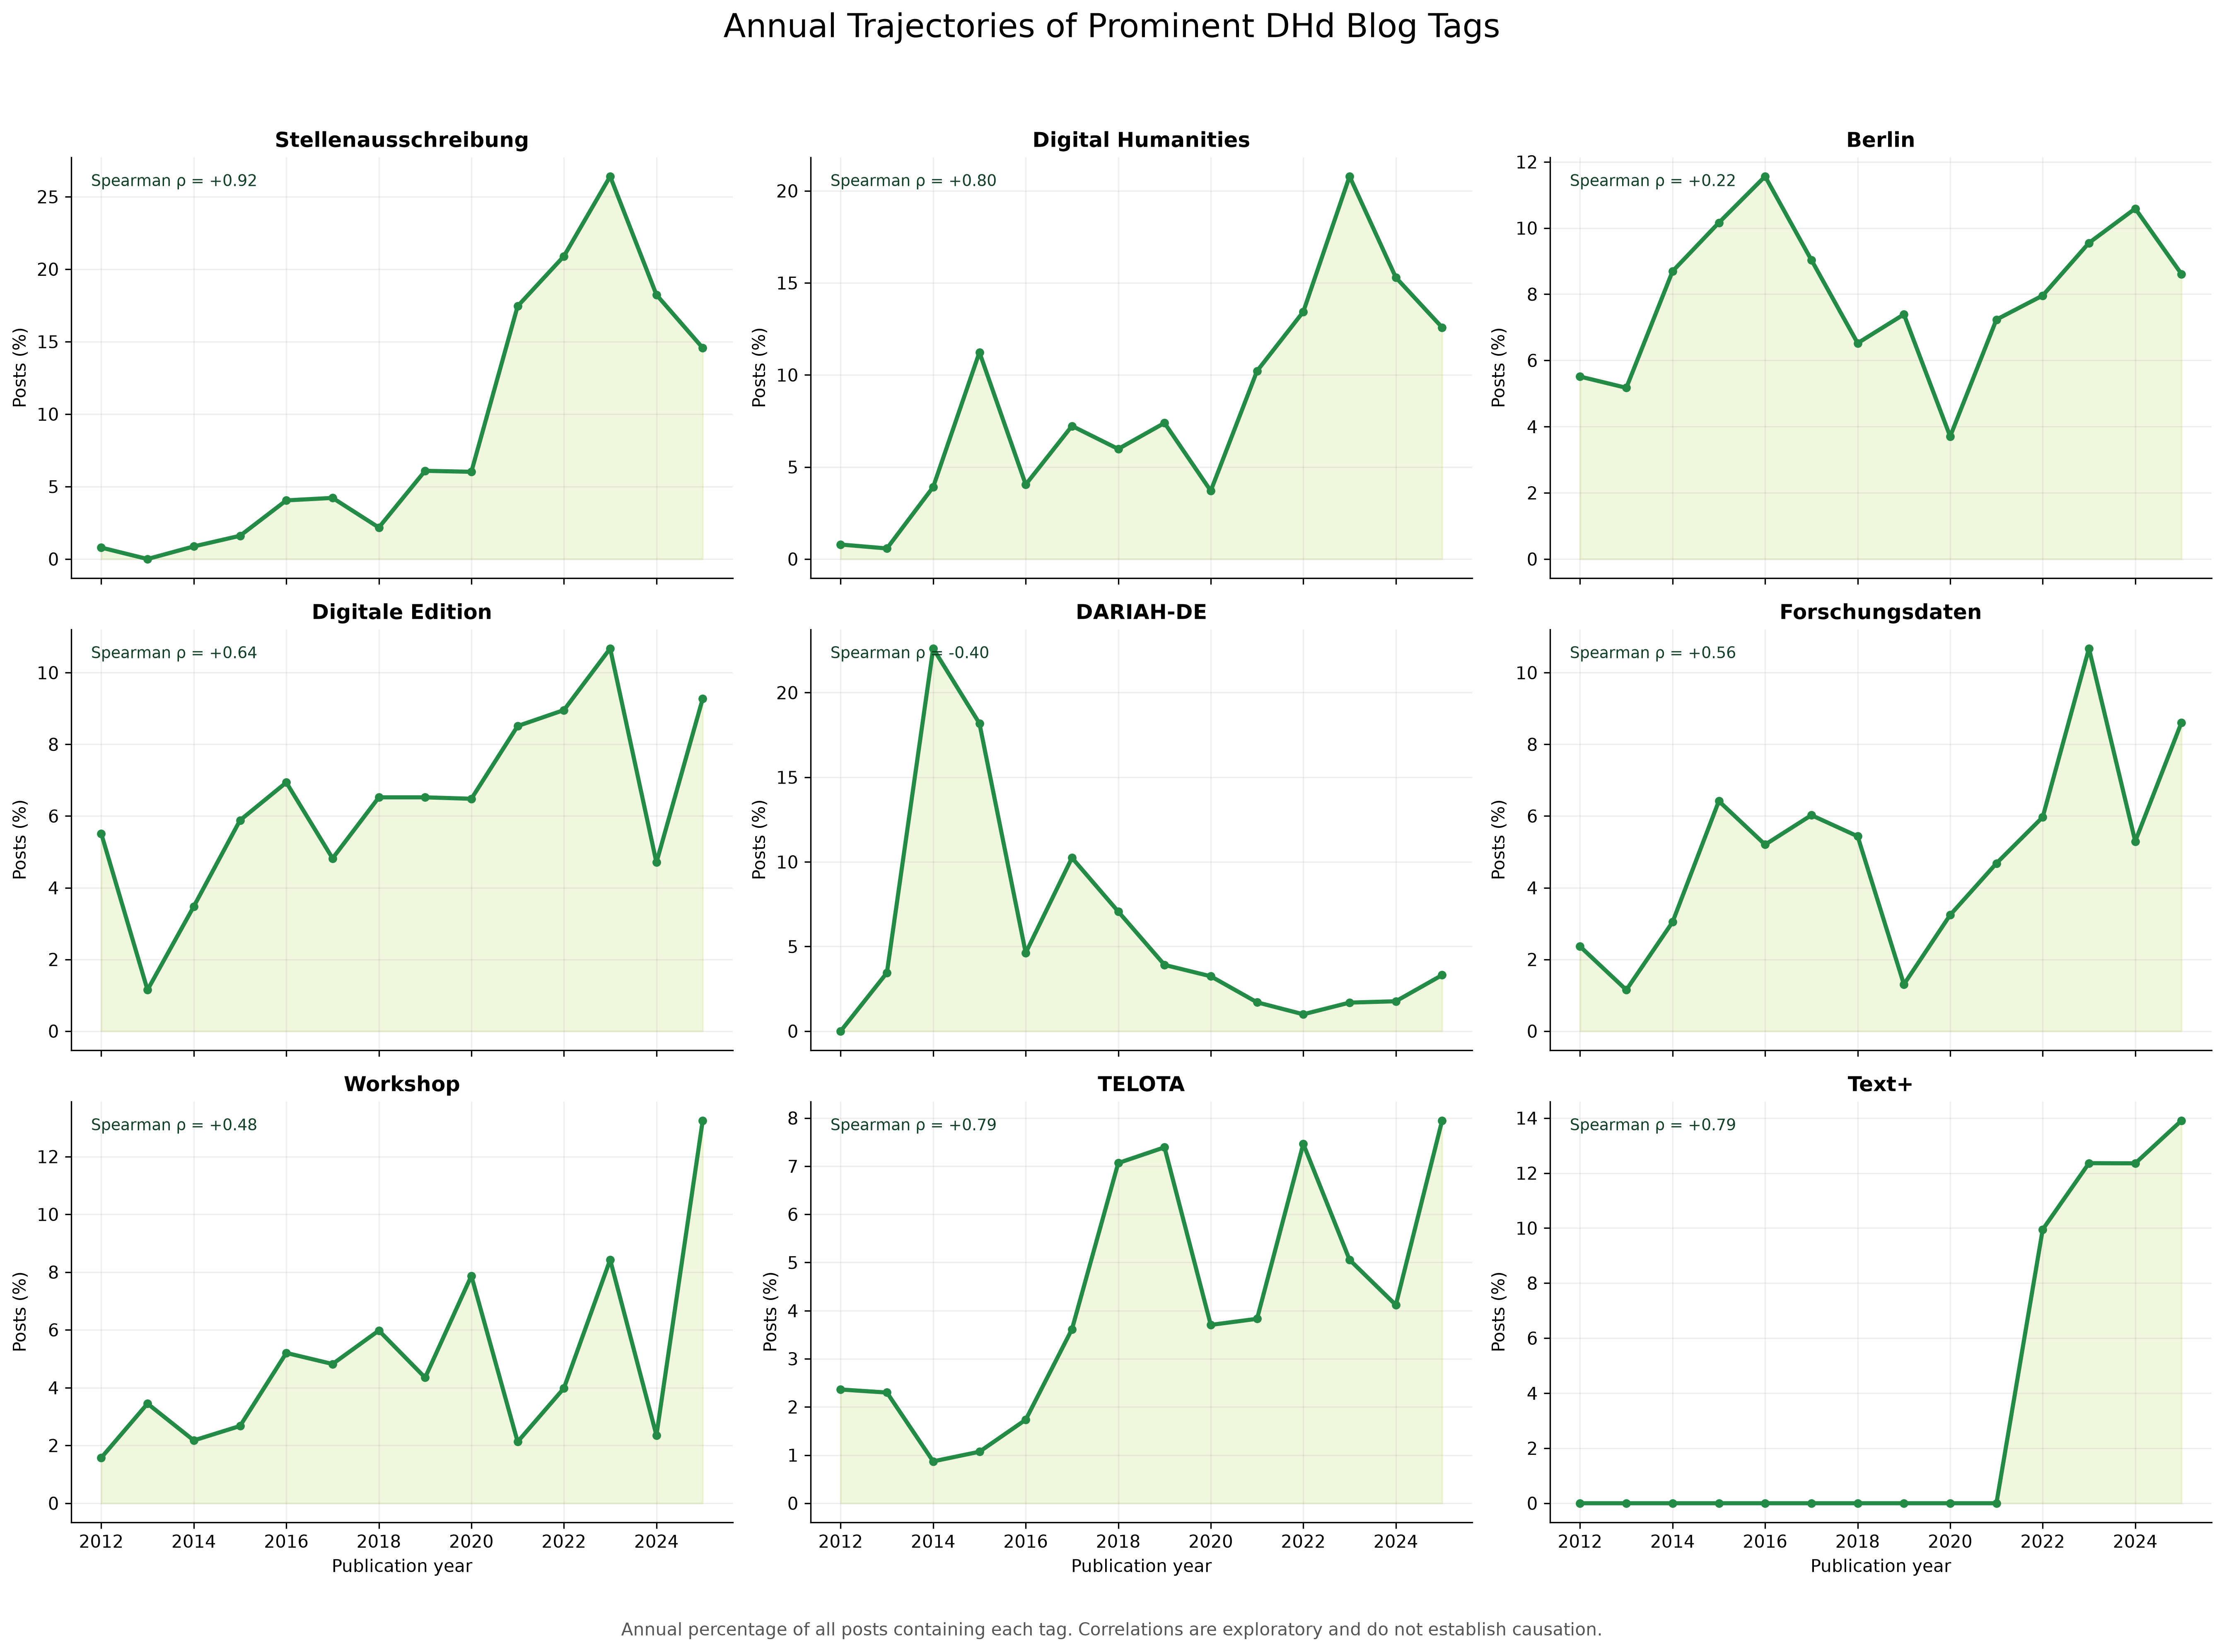 Annual Trajectories of Prominent DHd Blog Tags
Stellenausschreibung
Spearman ρ = +0.92
Posts (%)
25
20
15
10
5
0
Digital Humanities
Spearman ρ = +0.80
Posts (%)
20
15
10
5
0
Berlin
Spearman ρ = +0.22
Posts (%)
12
10
8
6
4
2
0
Digitale Edition
Spearman ρ = +0.64
Posts (%)
10
8
6
4
2
0
DARIAH-DE
Spearman ρ = -0.40
Posts (%)
20
15
10
5
0
Forschungsdaten
Spearman ρ = +0.56
Posts (%)
10
8
6
4
2
0
Workshop
Spearman ρ = +0.48
Posts (%)
12
10
8
6
4
2
0
2012 2014 2016 2018 2020 2022 2024
Publication year
TELOTA
Spearman ρ = +0.79
Posts (%)
8
7
6
5
4
3
2
1
0
2012 2014 2016 2018 2020 2022 2024
Publication year
Text+
Spearman ρ = +0.79
Posts (%)
14
12
10
8
6
4
2
0
2012 2014 2016 2018 2020 2022 2024
Publication year
Annual percentage of all posts containing each tag. Correlations are exploratory and do not establish causation.